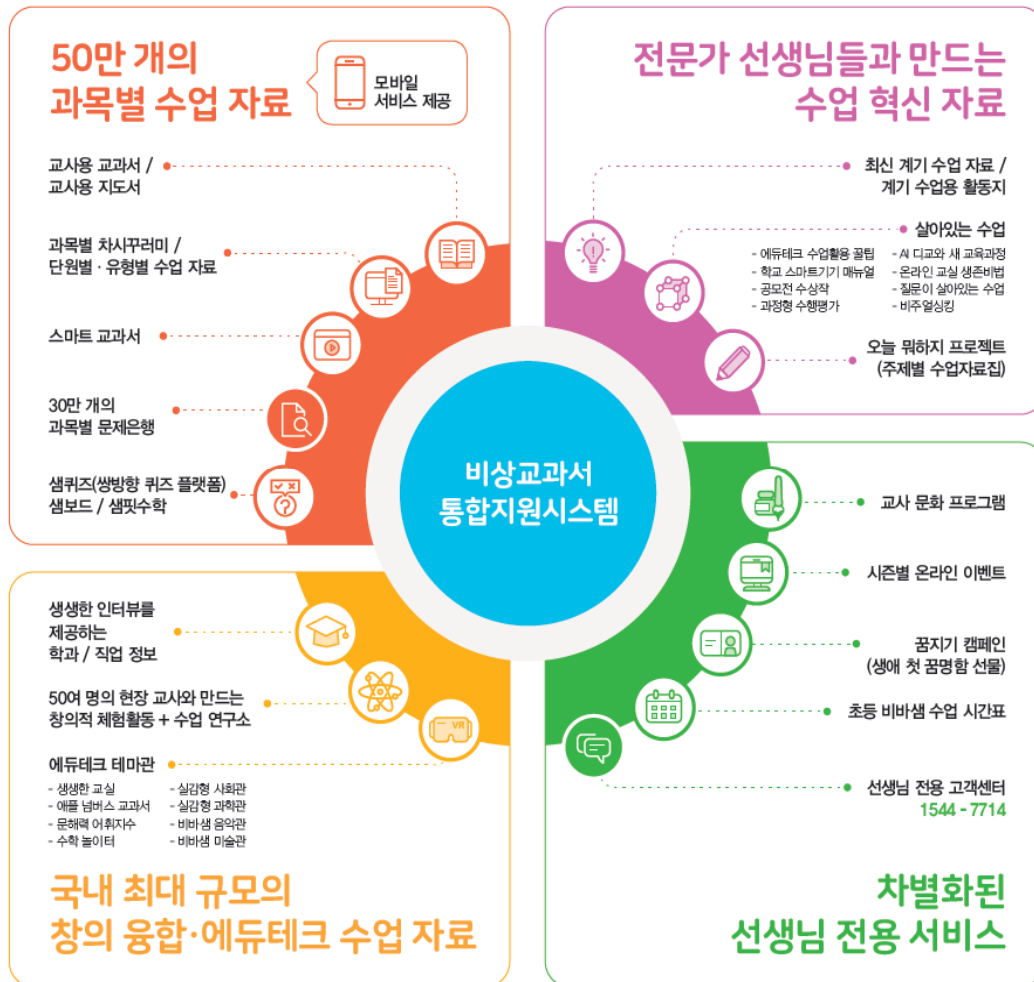 50만 개의
과목별 수업 자료
모바일
서비스 제공
교사용 교과서 /
교사용 지도서
과목별 차시꾸러미 /
단원별 · 유형별 수업 자료
스마트 교과서
30만 개의
과목별 문제은행
샘퀴즈(쌍방향 퀴즈 플랫폼)
샘보드 / 샘핏수학
전문가 선생님들과 만드는
수업 혁신 자료
최신 계기 수업 자료 /
계기 수업용 활동지
살아있는 수업
- 에듀테크 수업활용 꿀팁
- 학교 스마트기기 매뉴얼
- 공모전 수상작
- 과정형 수행평가
- AI 디교와 새 교육과정
- 온라인 교실 생존비법
- 질문이 살아있는 수업
- 비주얼싱킹
오늘 뭐하지 프로젝트
(주제별 수업자료집)
비상교과서
통합지원시스템
생생한 인터뷰를
제공하는
학과 / 직업 정보
50여 명의 현장 교사와 만드는
창의적 체험활동 + 수업 연구소
에듀테크 테마관
- 생생한 교실
- 애플 넘버스 교과서
- 문해력 어휘지수
- 수학 놀이터
- 실감형 사회관
- 실감형 과학관
- 비바샘 음악관
- 비바샘 미술관
VR
국내 최대 규모의
창의 융합·에듀테크 수업 자료
교사 문화 프로그램
시즌별 온라인 이벤트
꿈지기 캠페인
(생애 첫 꿈명함 선물)
초등 비바샘 수업 시간표
선생님 전용 고객센터
1544 - 7714
차별화된
선생님 전용 서비스